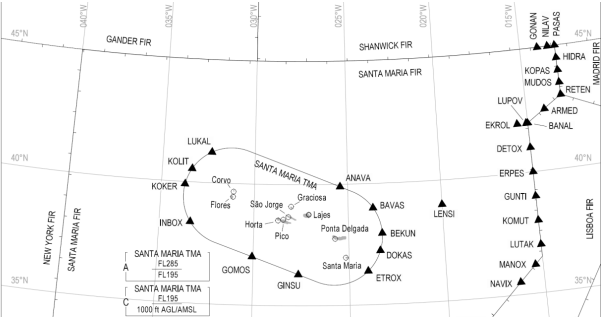 040°W
035°W
030°W
025°W
020°W
015°W
GONAN
NILAV
PASAS
45°N
45°N
GANDER FIR
SHANWICK FIR
MADRID FIR
HIDRA
SANTA MARIA FIR
KOPAS
MUDOS
RETEN
LUPOV
ARMED
EKROL
BANAL
LUKAL
DETOX
40°N
KOLIT
SANTA MARIA TMA
40°N
KOKER
Corvo
ANAVA
ERPES
Flores
Graciosa
GUNTI
São Jorge
BAVAS
LENSI
Lajes
INBOX
Horta
Pico
Ponta Delgada
BEKUN
KOMUT
LISBOA FIR
NEW YORK FIR
SANTA MARIA FIR
LUTAK
DOKAS
SANTA MARIA TMA
A
FL285
FL195
GOMOS
Santa Maria
MANOX
GINSU
ETROX
NAVIX
35°N
35°N
SANTA MARIA TMA
C
FL195
1000 ft AGL/AMSL